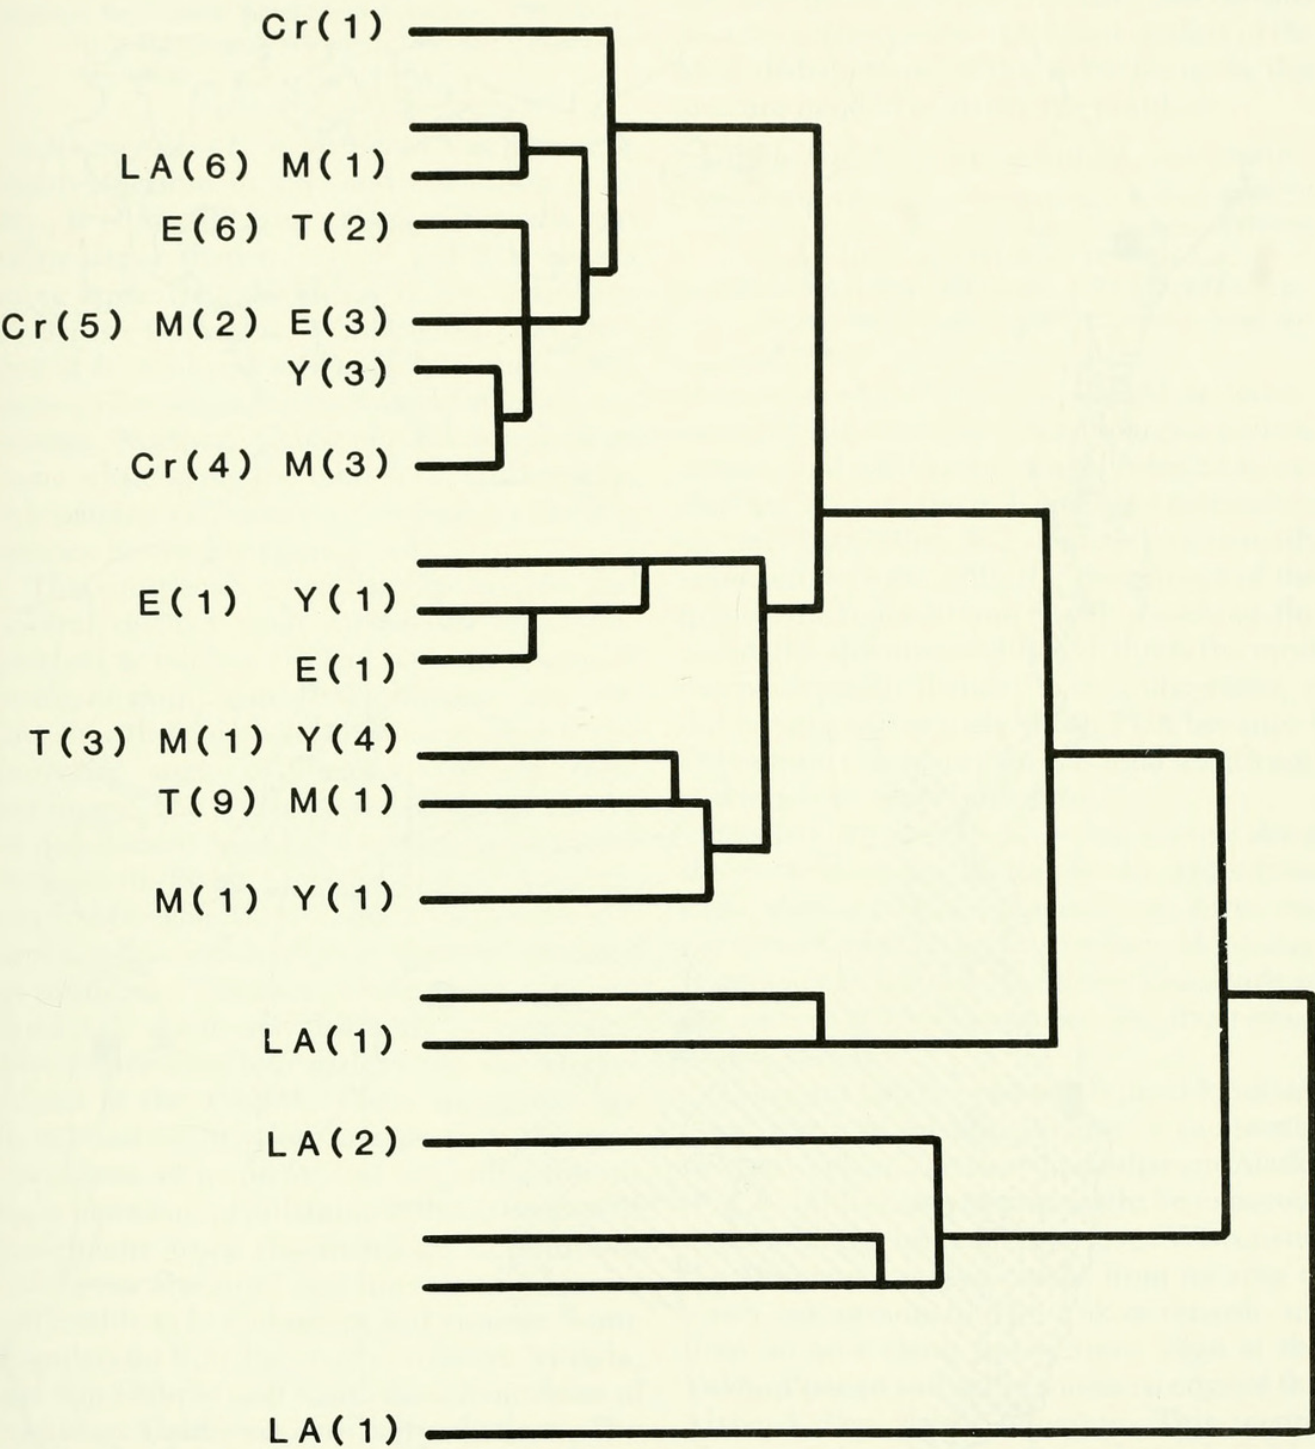 Cr(1)
LA(6) M(1)
E(6) T(2)
Cr(5) M(2) E(3)
Y(3)
Cr(4) M(3)
E(1) Y(1)
E(1)
T(3) M(1) Y(4)
T(9) M(1)
M(1) Y(1)
LA(1)
LA(2)
LA(1)